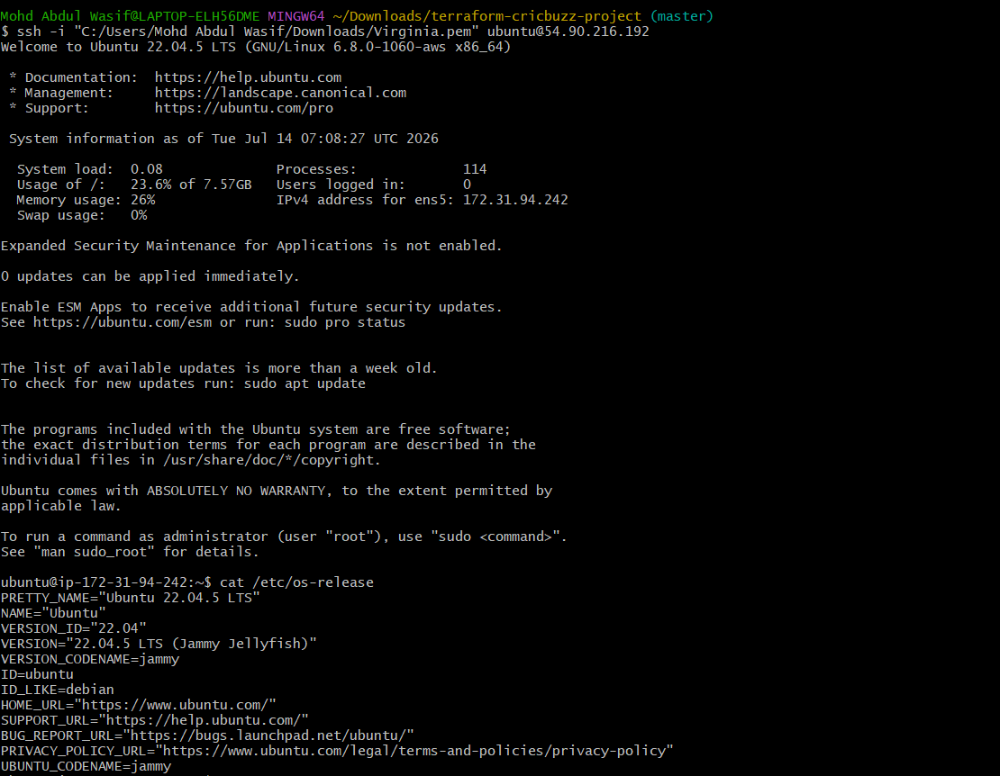 Mohd Abdul Wasif@LAPTOP-ELH56DME MINGW64 ~/Downloads/terraform-cricbuzz-project (master)
$ ssh -i "C:/Users/Mohd Abdul Wasif/Downloads/Virginia.pem" ubuntu@54.90.216.192
Welcome to Ubuntu 22.04.5 LTS (GNU/Linux 6.8.0-1060-aws x86_64)

 * Documentation:  https://help.ubuntu.com
 * Management:     https://landscape.canonical.com
 * Support:        https://ubuntu.com/pro

 System information as of Tue Jul 14 07:08:27 UTC 2026

  System load:  0.08              Processes:             114
  Usage of /:   23.6% of 7.57GB   Users logged in:       0
  Memory usage: 26%               IPv4 address for ens5: 172.31.94.242
  Swap usage:   0%

Expanded Security Maintenance for Applications is not enabled.

0 updates can be applied immediately.

Enable ESM Apps to receive additional future security updates.
See https://ubuntu.com/esm or run: sudo pro status


The list of available updates is more than a week old.
To check for new updates run: sudo apt update


The programs included with the Ubuntu system are free software;
the exact distribution terms for each program are described in the
individual files in /usr/share/doc/*/copyright.

Ubuntu comes with ABSOLUTELY NO WARRANTY, to the extent permitted by
applicable law.

To run a command as administrator (user "root"), use "sudo <command>".
See "man sudo_root" for details.

ubuntu@ip-172-31-94-242:~$ cat /etc/os-release
PRETTY_NAME="Ubuntu 22.04.5 LTS"
NAME="Ubuntu"
VERSION_ID="22.04"
VERSION="22.04.5 LTS (Jammy Jellyfish)"
VERSION_CODENAME=jammy
ID=ubuntu
ID_LIKE=debian
HOME_URL="https://www.ubuntu.com/"
SUPPORT_URL="https://help.ubuntu.com/"
BUG_REPORT_URL="https://bugs.launchpad.net/ubuntu/"
PRIVACY_POLICY_URL="https://www.ubuntu.com/legal/terms-and-policies/privacy-policy"
UBUNTU_CODENAME=jammy